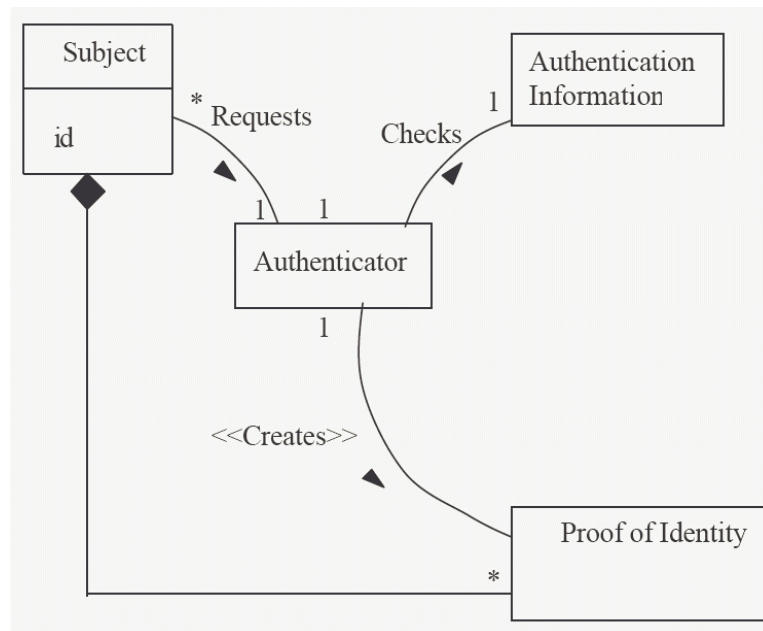 Subject
id
*
Requests
1
1
Checks
1
Authentication
Information
Authenticator
1
<<Creates>>
Proof of Identity
*